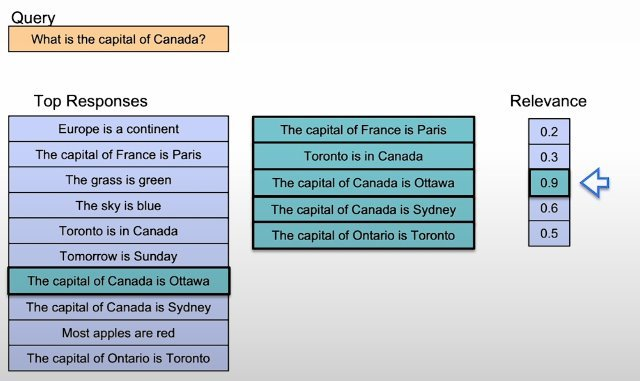 Query
What is the capital of Canada?
Top Responses
Europe is a continent
The capital of France is Paris
The grass is green
The sky is blue
Toronto is in Canada
Tomorrow is Sunday
The capital of Canada is Ottawa
The capital of Canada is Sydney
Most apples are red
The capital of Ontario is Toronto
The capital of France is Paris
Toronto is in Canada
The capital of Canada is Ottawa
The capital of Canada is Sydney
The capital of Ontario is Toronto
Relevance
0.2
0.3
0.9
0.6
0.5